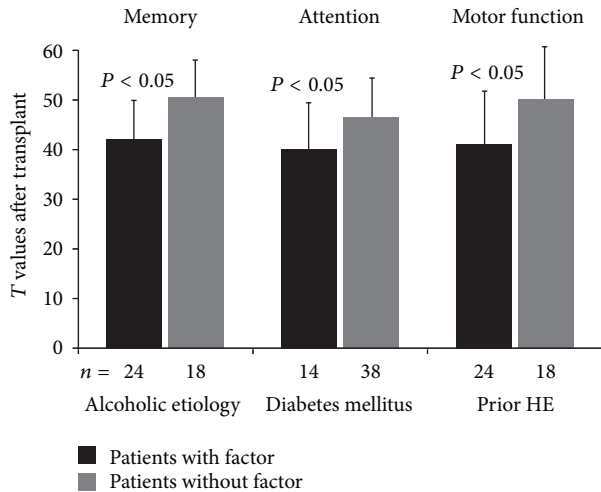 Memory Attention Motor function
60
50
40
30
20
10
0
T values after transplant
P < 0.05 P < 0.05 P < 0.05
n = 24 18 14 38 24 18
Alcoholic etiology Diabetes mellitus Prior HE
Patients with factor
Patients without factor